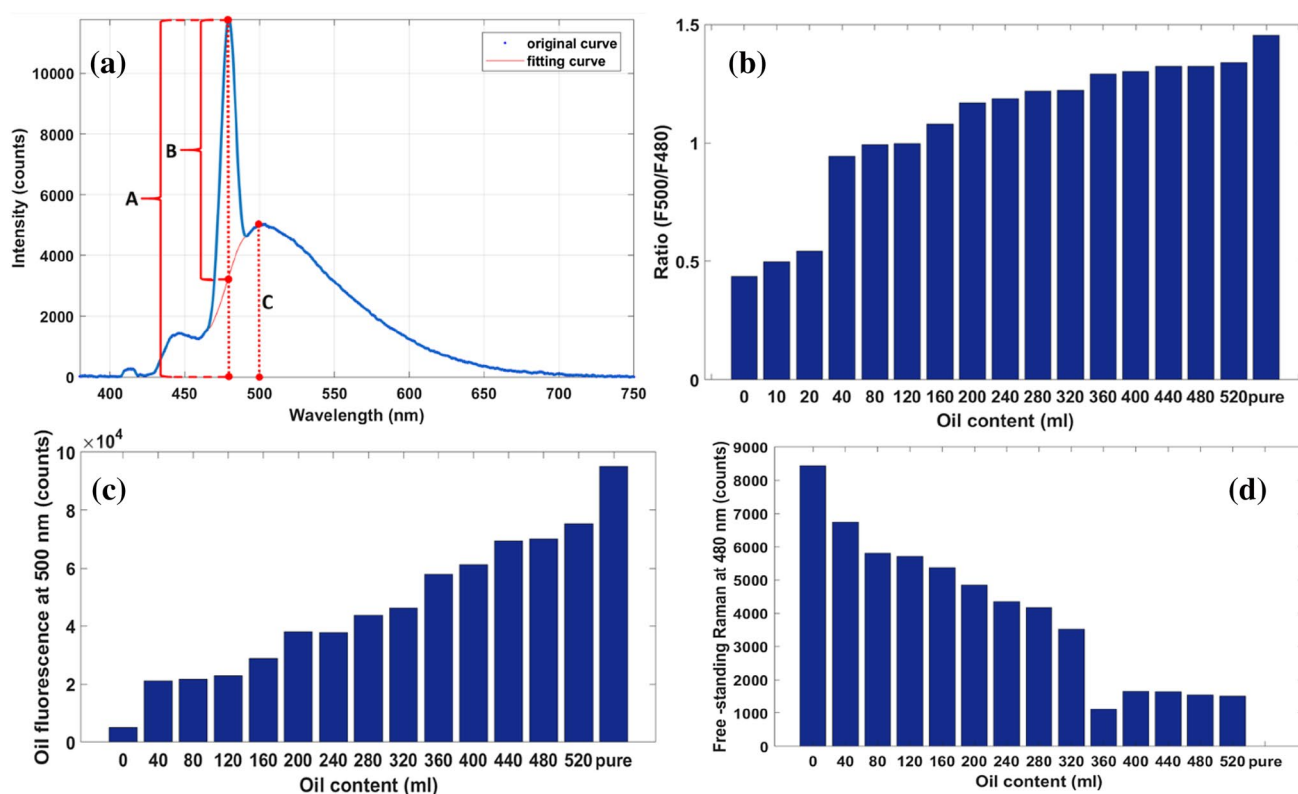 (a)
original curve
fitting curve
A
B
C
10000
8000
6000
4000
2000
0
Intensity (counts)
400 450 500 550 600 650 700 750
Wavelength (nm)
(b)
1.5
1
0.5
0
Ratio (F500/F480)
0 10 20 40 80 120 160 200 240 280 320 360 400 440 480 520 pure
Oil content (ml)
(c)
×10⁴
10
8
6
4
2
0
Oil fluorescence at 500 nm (counts)
0 40 80 120 160 200 240 280 320 360 400 440 480 520 pure
Oil content (ml)
(d)
9000
8000
7000
6000
5000
4000
3000
2000
1000
0
Free -standing Raman at 480 nm (counts)
0 40 80 120 160 200 240 280 320 360 400 440 480 520 pure
Oil content (ml)